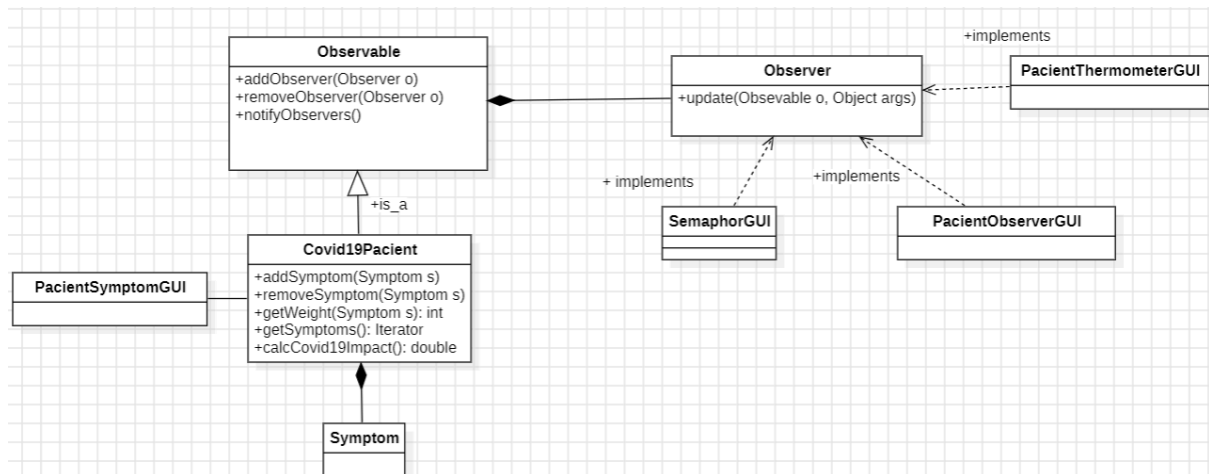 Observable
+addObserver(Observer o)
+removeObserver(Observer o)
+notifyObservers()
Observer
+update(Obsevable o, Object args)
+implements
PacientThermometerGUI
+ implements
+implements
SemaphorGUI
PacientObserverGUI
+is_a
Covid19Pacient
+addSymptom(Symptom s)
+removeSymptom(Symptom s)
+getWeight(Symptom s): int
+getSymptoms(): Iterator
+calcCovid19Impact(): double
PacientSymptomGUI
Symptom